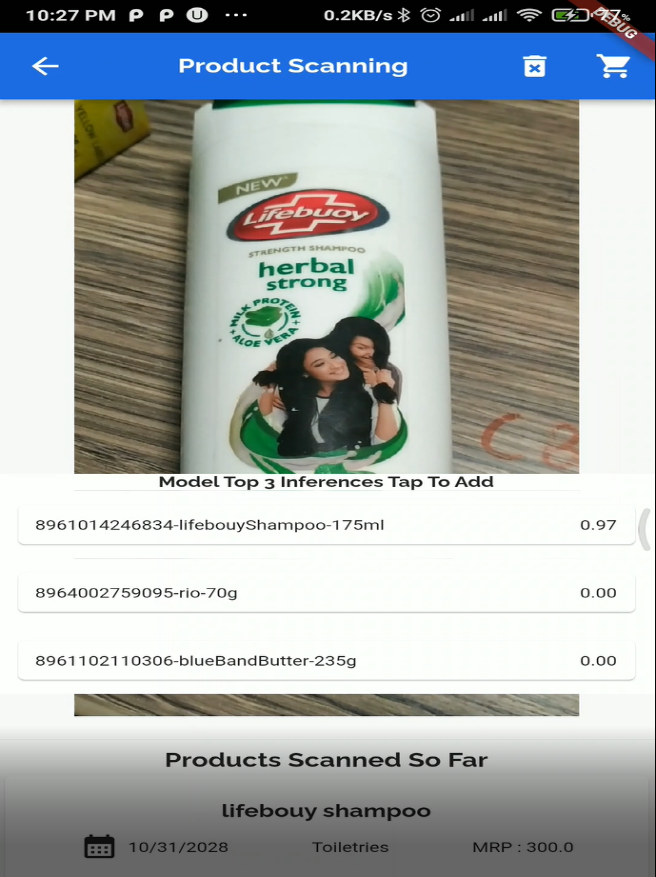 10:27 PM P P U ...
0.2KB/s
DEBUG
Product Scanning
YELLOW
NEW
Lifebuoy
STRENGTH SHAMPOO
herbal
strong
MILK PROTEIN
+ ALOE VERA +
C8
Model Top 3 Inferences Tap To Add
8961014246834-lifebouyShampoo-175ml 0.97
8964002759095-rio-70g 0.00
8961102110306-blueBandButter-235g 0.00
Products Scanned So Far
lifebouy shampoo
10/31/2028 Toiletries MRP : 300.0